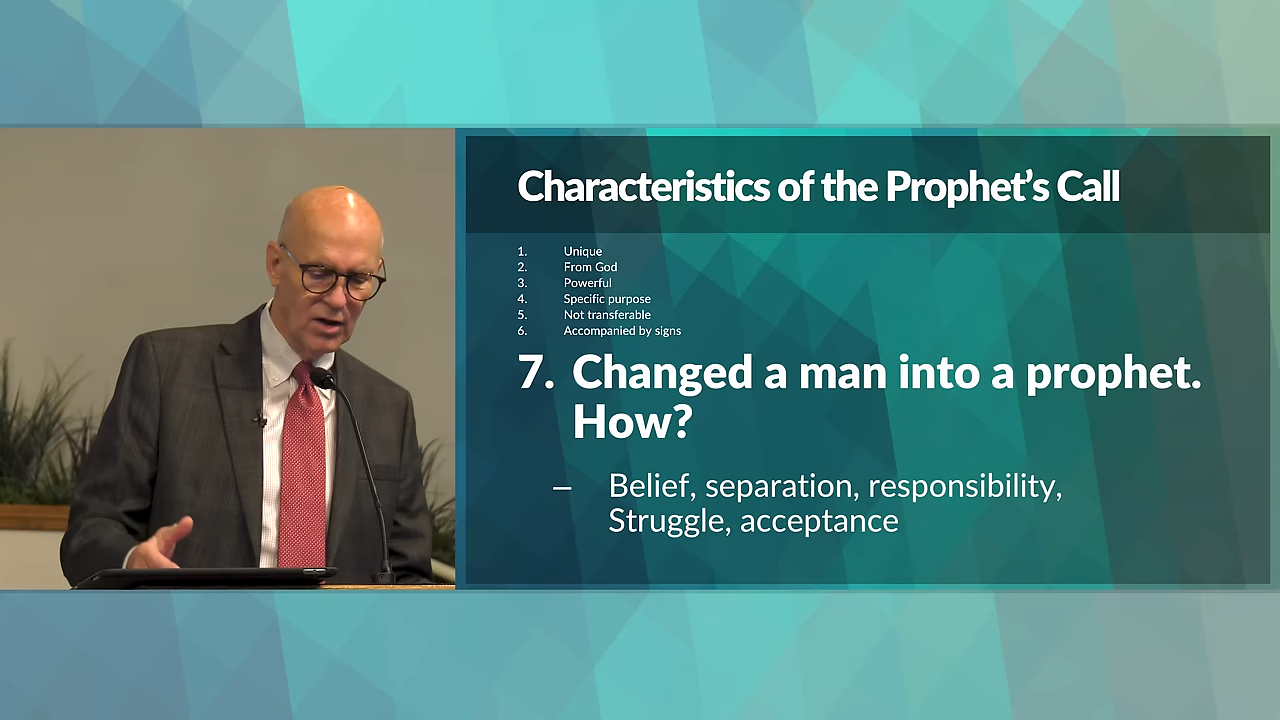 Characteristics of the Prophet’s Call
1. Unique
2. From God
3. Powerful
4. Specific purpose
5. Not transferable
6. Accompanied by signs
7. Changed a man into a prophet.
How?
– Belief, separation, responsibility,
Struggle, acceptance